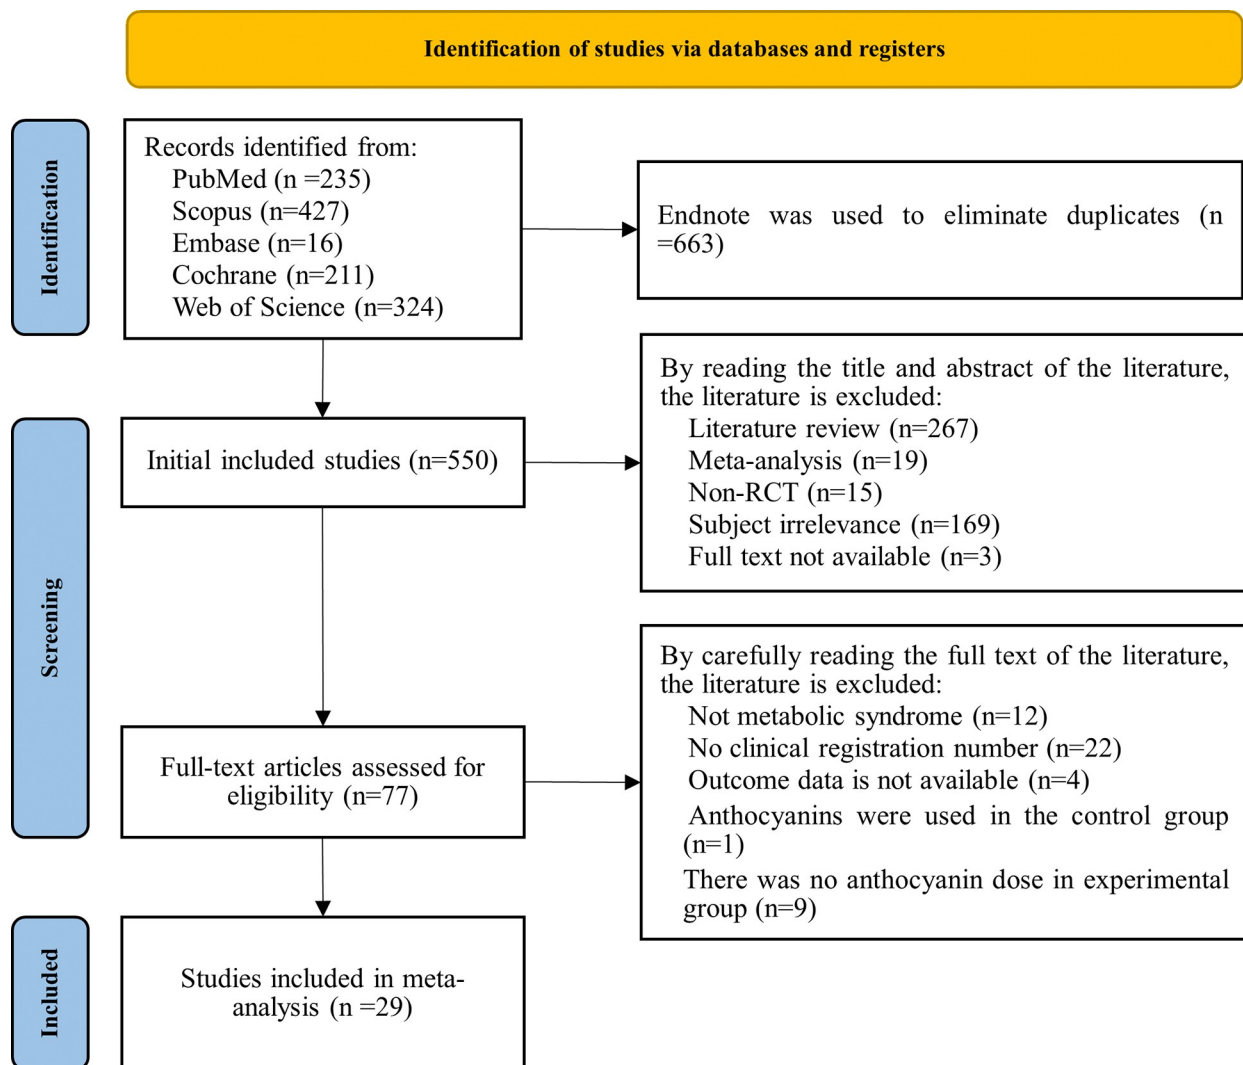 Identification of studies via databases and registers
Identification
Records identified from:
PubMed (n =235)
Scopus (n=427)
Embase (n=16)
Cochrane (n=211)
Web of Science (n=324)
Endnote was used to eliminate duplicates (n
=663)
Screening
Initial included studies (n=550)
By reading the title and abstract of the literature,
the literature is excluded:
Literature review (n=267)
Meta-analysis (n=19)
Non-RCT (n=15)
Subject irrelevance (n=169)
Full text not available (n=3)
Full-text articles assessed for
eligibility (n=77)
By carefully reading the full text of the literature,
the literature is excluded:
Not metabolic syndrome (n=12)
No clinical registration number (n=22)
Outcome data is not available (n=4)
Anthocyanins were used in the control group
(n=1)
There was no anthocyanin dose in experimental
group (n=9)
Included
Studies included in meta-
analysis (n =29)